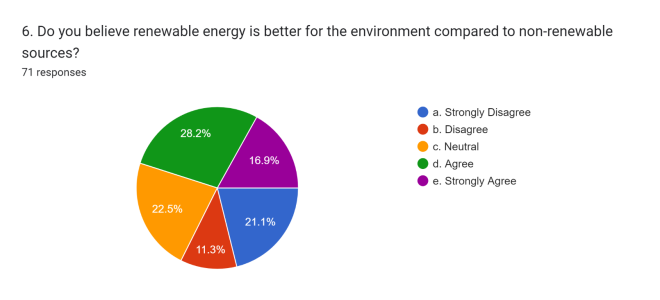 6. Do you believe renewable energy is better for the environment compared to non-renewable
sources?
71 responses
28.2%
16.9%
22.5%
21.1%
11.3%
a. Strongly Disagree
b. Disagree
c. Neutral
d. Agree
e. Strongly Agree